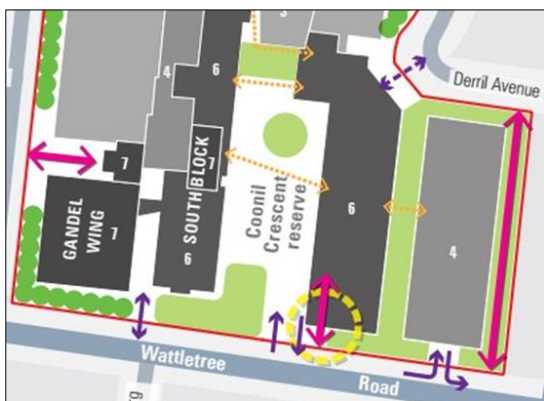 3
Derril Avenue
4
6
7
7
GANDEL
WING
7
SOUTH BLOCK
6
Coonil
Crescent
reserve
6
4
Wattletree
Road